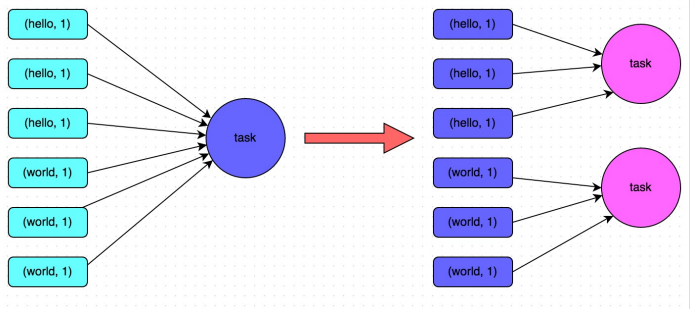 (hello, 1)
(hello, 1)
(hello, 1)
(world, 1)
(world, 1)
(world, 1)
task
(hello, 1)
(hello, 1)
(hello, 1)
(world, 1)
(world, 1)
(world, 1)
task
task